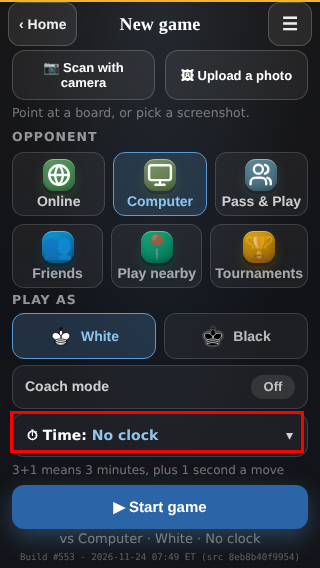 ‹ Home
New game
☰
📷 Scan with
camera
🖼 Upload a photo
Point at a board, or pick a screenshot.
OPPONENT
Online
Computer
Pass & Play
Friends
Play nearby
Tournaments
PLAY AS
White
Black
Coach mode
Off
⏱ Time: No clock ▾
3+1 means 3 minutes, plus 1 second a move
▶ Start game
vs Computer · White · No clock
Build #553 - 2026-11-24 07:49 ET (src 8eb8b40f9954)